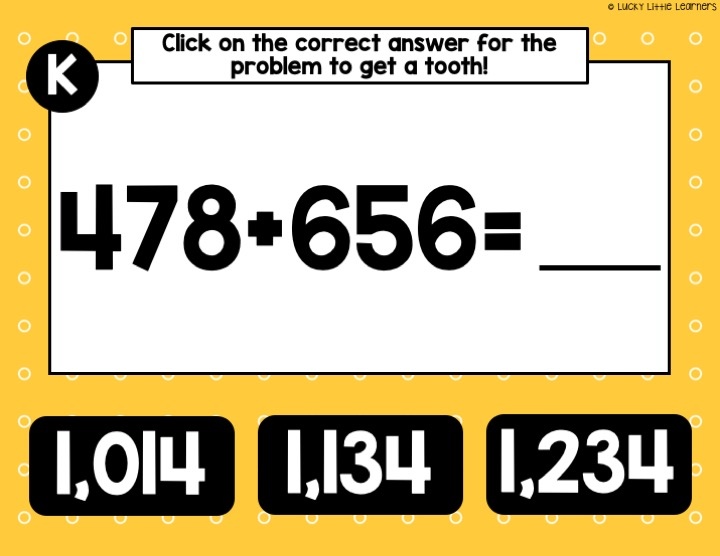 © Lucky Little Learners
Click on the correct answer for the
problem to get a tooth!
K
478+656= ___
1,014
1,134
1,234